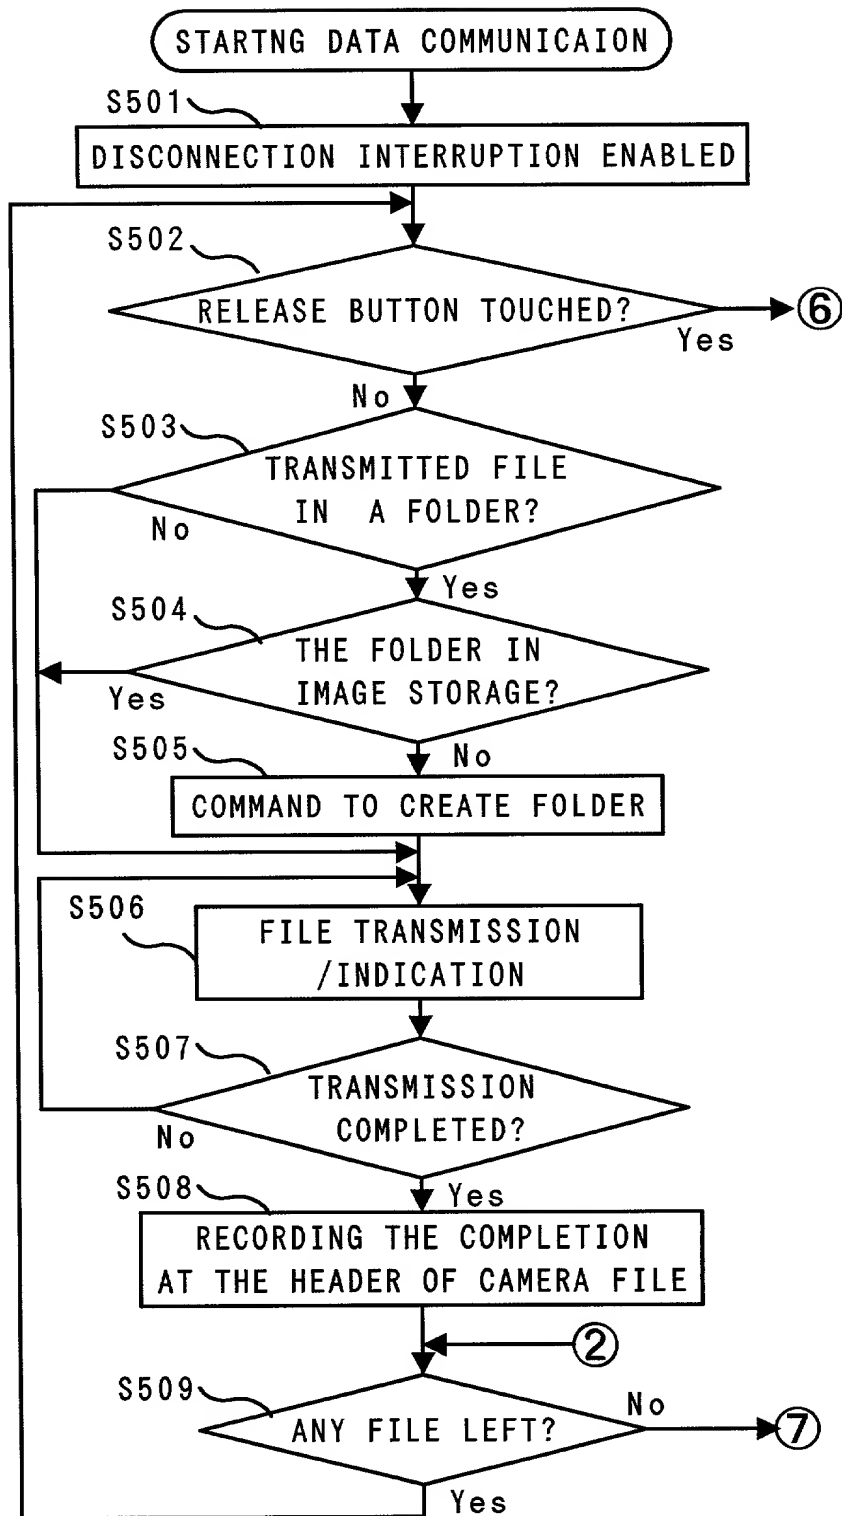 STARTNG DATA COMMUNICAION
S501
DISCONNECTION INTERRUPTION ENABLED
S502
RELEASE BUTTON TOUCHED?
⑥
Yes
No
S503
TRANSMITTED FILE
IN A FOLDER?
No
Yes
S504
THE FOLDER IN
IMAGE STORAGE?
Yes
No
S505
COMMAND TO CREATE FOLDER
S506
FILE TRANSMISSION
/INDICATION
S507
TRANSMISSION
COMPLETED?
No
Yes
S508
RECORDING THE COMPLETION
AT THE HEADER OF CAMERA FILE
②
S509
ANY FILE LEFT?
No
⑦
Yes